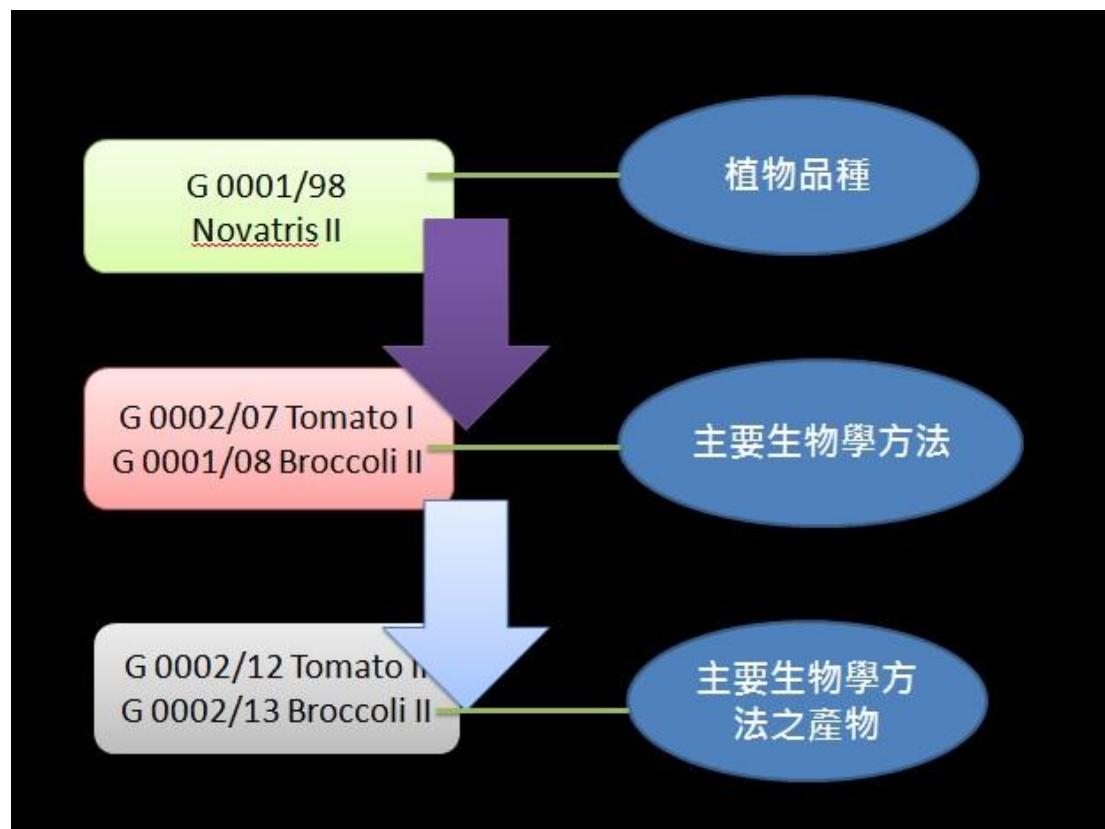 G 0001/98
Novatris II
植物品種
G 0002/07 Tomato I
G 0001/08 Broccoli II
主要生物學方法
G 0002/12 Tomato II
G 0002/13 Broccoli II
主要生物學方
法之產物